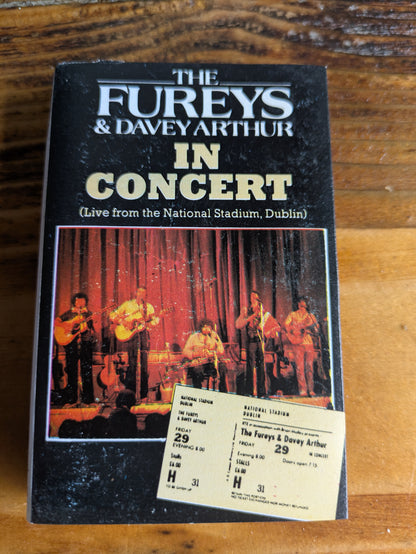 THE
FUREYS
& DAVEY ARTHUR
IN
CONCERT
(Live from the National Stadium, Dublin)
NATIONAL STADIUM
DUBLIN
THE FUREYS
& DAVEY ARTHUR
FRIDAY
29
EVENING 8.00
Stalls
£6.00
H 31
NATIONAL STADIUM
DUBLIN
The Fureys & Davey Arthur
FRIDAY 29 IN CONCERT
Evening 8.00 Doors open 7.15
STALLS
£6.00
H 31